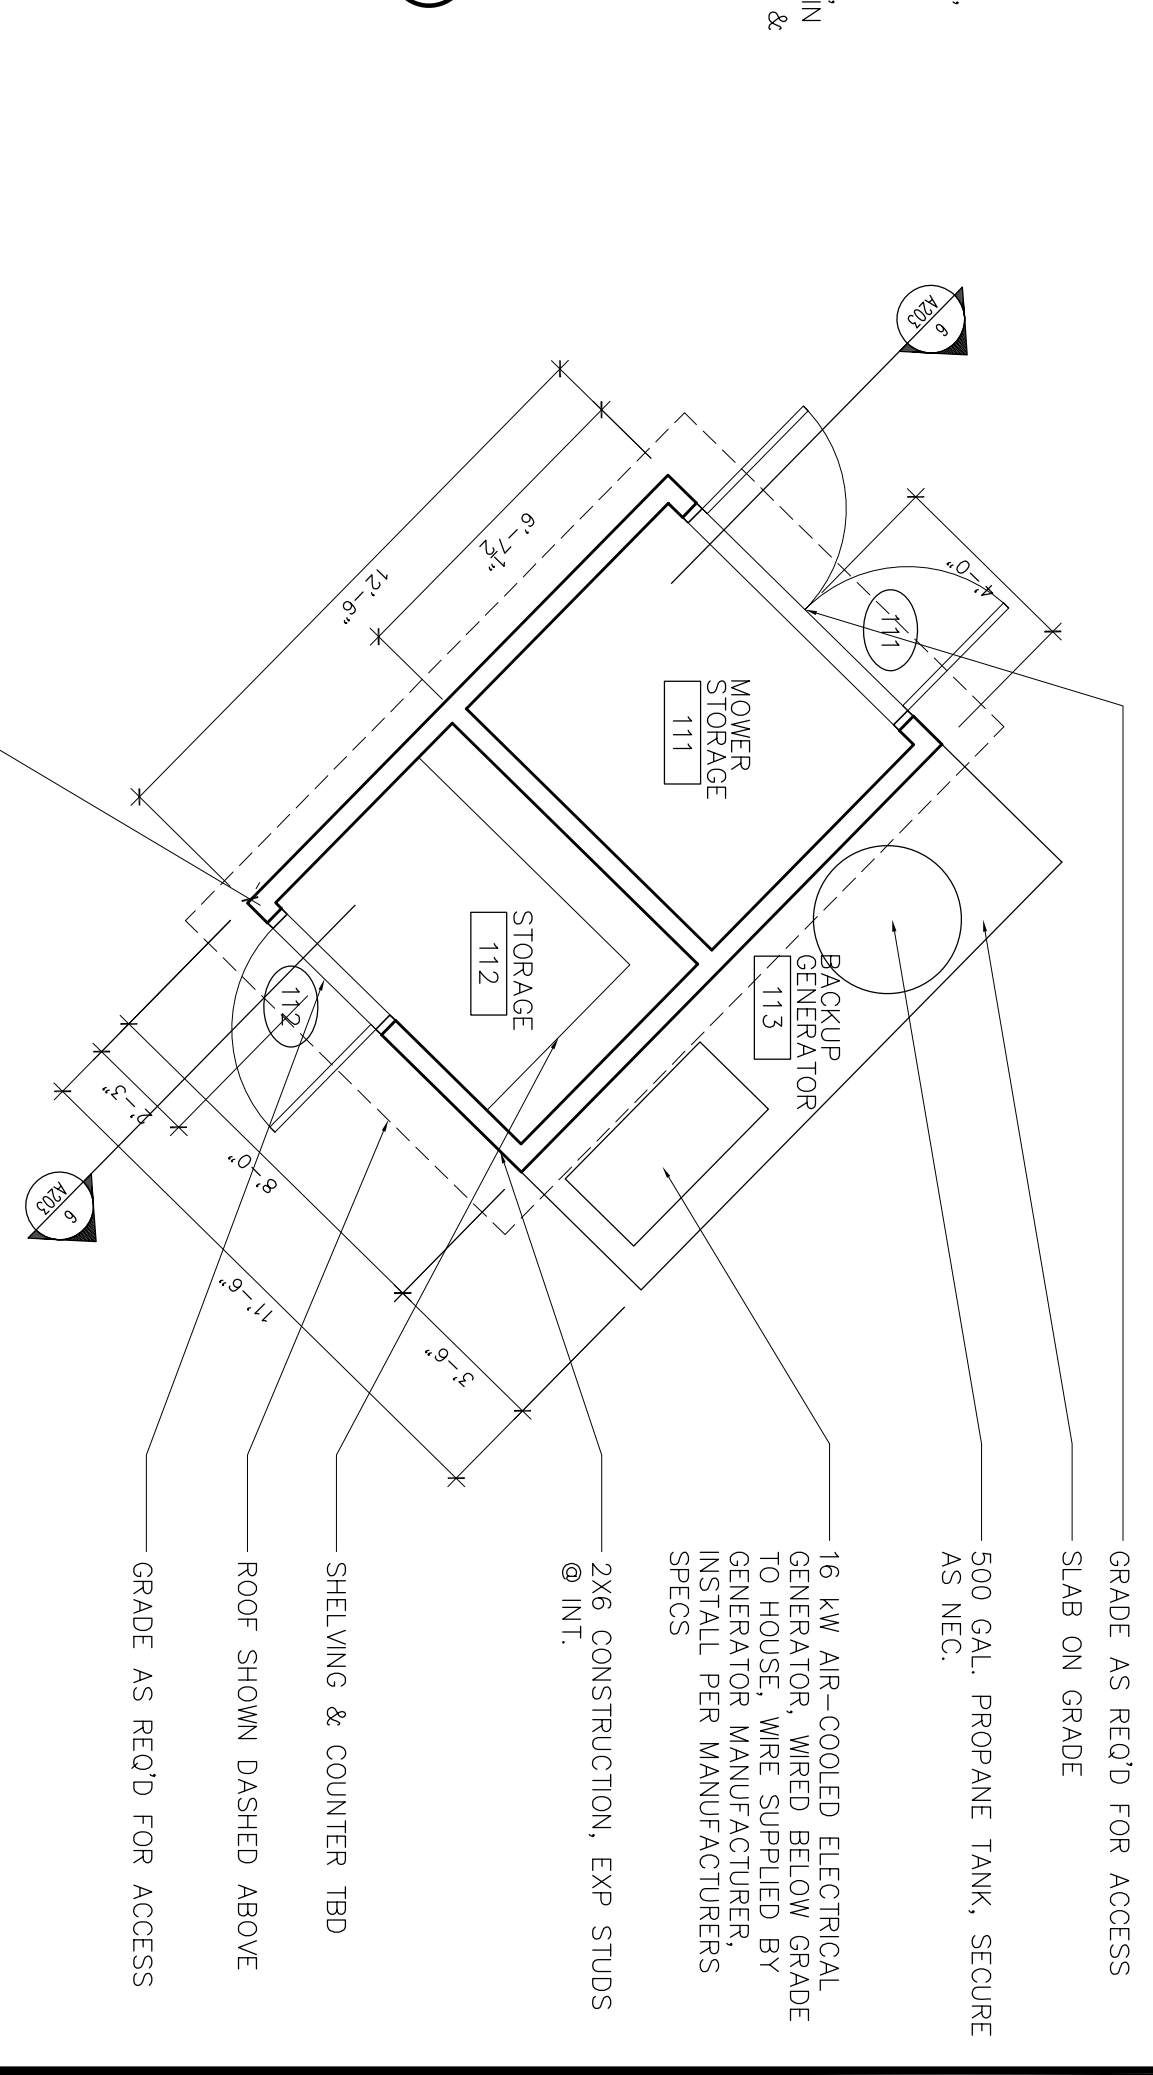 IN
&
6
A203
4'-0"
111
6'-7½"
12'-6"
MOWER
STORAGE
111
STORAGE
112
BACKUP
GENERATOR
113
112
2'-3"
8'-0"
11'-6"
3'-6"
6
A203
GRADE AS REQ'D FOR ACCESS
SLAB ON GRADE
500 GAL. PROPANE TANK, SECURE
AS NEC.
16 kW AIR-COOLED ELECTRICAL
GENERATOR, WIRED BELOW GRADE
TO HOUSE, WIRE SUPPLIED BY
GENERATOR MANUFACTURER,
INSTALL PER MANUFACTURERS
SPECS
2X6 CONSTRUCTION, EXP STUDS
@ INT.
SHELVING & COUNTER TBD
ROOF SHOWN DASHED ABOVE
GRADE AS REQ'D FOR ACCESS